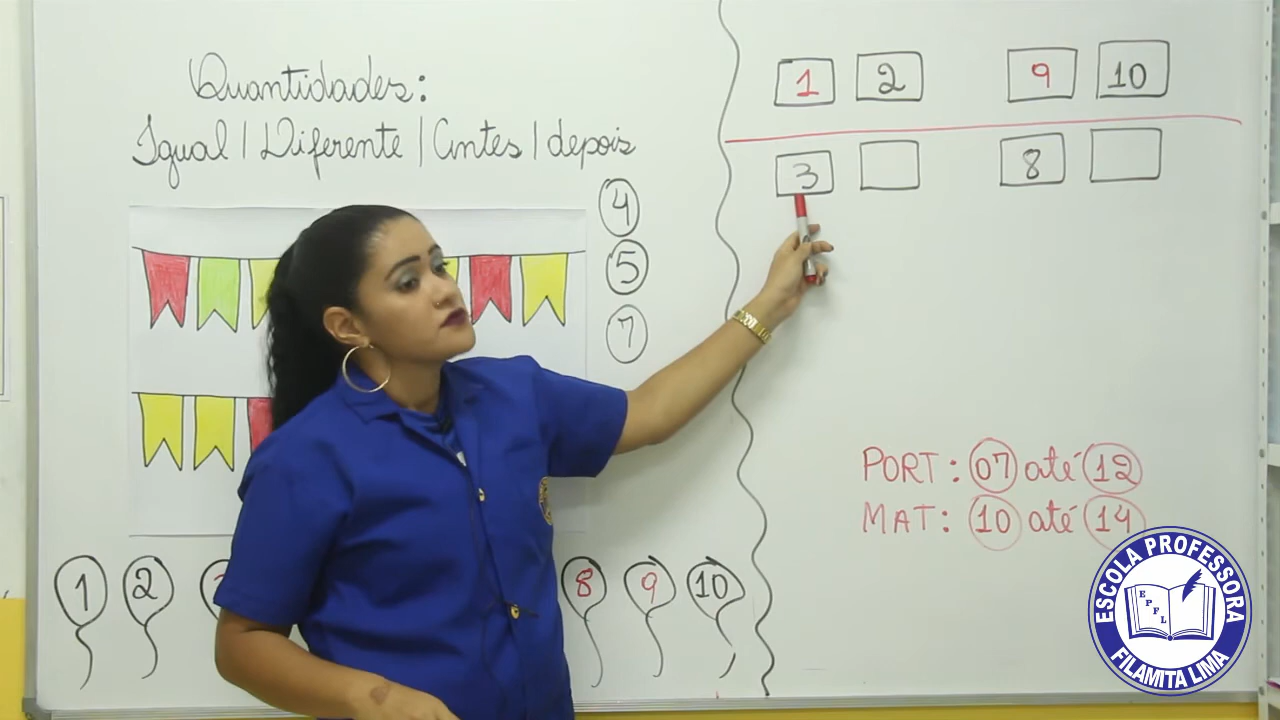 Quantidades:
Igual / Diferente / Antes / depois
4
5
7
1 2 8 9 10
1 2 9 10
3 8
PORT: 07 até 12
MAT: 10 até 14
ESCOLA PROFESSORA
EPFL
FILAMITA LIMA